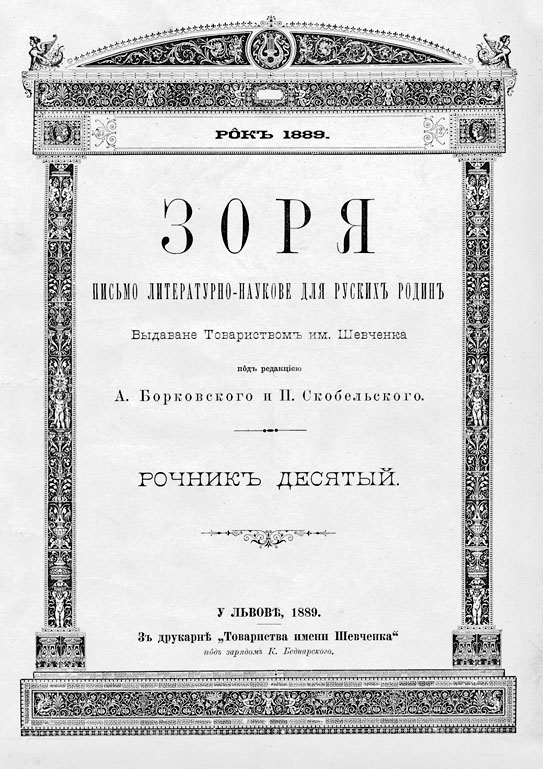 РÔКЪ 1889.
ЗОРЯ
ПИСЬМО ЛИТЕРАТУРНО-НАУКОВЕ ДЛЯ РУСКИХЪ РОДИНЪ
Выдаване Товариствомъ им. Шевченка
пôдъ редакцією
А. Борковского и П. Скобельского.
РОЧНИКЪ ДЕСЯТЫЙ.
У ЛЬВОВѢ, 1889.
Зъ друкарнѣ „Товариства имени Шевченка“
пôдъ зарядомъ К. Беднарского.